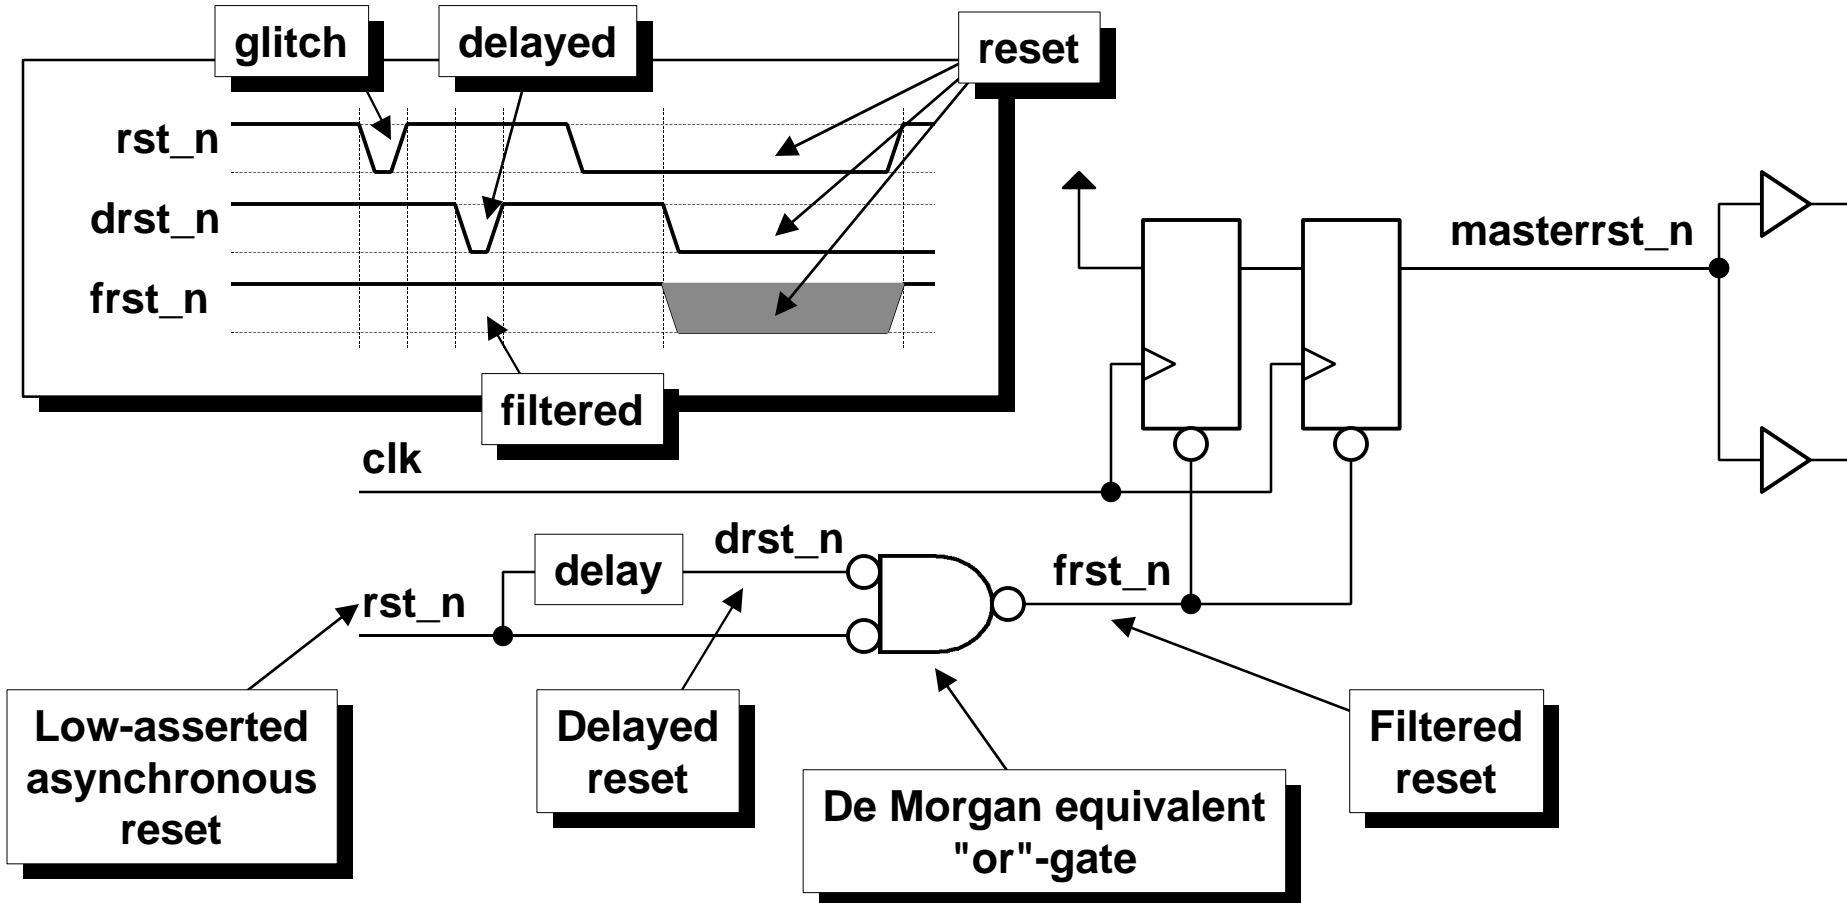 glitch
delayed
reset
rst_n
drst_n
frst_n
filtered
masterrst_n
clk
delay
drst_n
frst_n
rst_n
Low-asserted
asynchronous
reset
Delayed
reset
De Morgan equivalent
"or"-gate
Filtered
reset